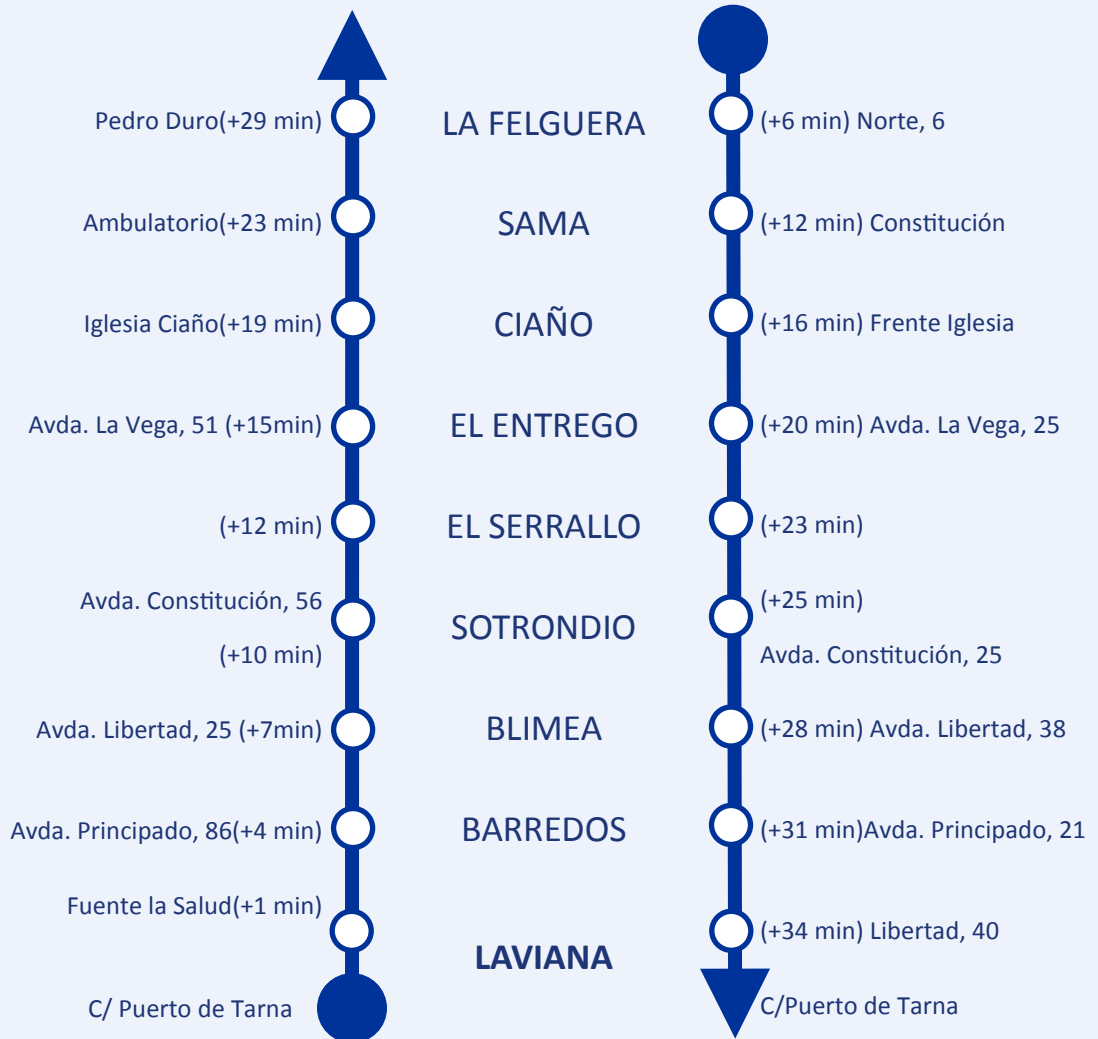 Pedro Duro(+29 min) LA FELGUERA (+6 min) Norte, 6
Ambulatorio(+23 min) SAMA (+12 min) Constitución
Iglesia Ciaño(+19 min) CIAÑO (+16 min) Frente Iglesia
Avda. La Vega, 51 (+15min) EL ENTREGO (+20 min) Avda. La Vega, 25
(+12 min) EL SERRALLO (+23 min)
Avda. Constitución, 56 (+25 min)
SOTRONDIO
(+10 min) Avda. Constitución, 25
Avda. Libertad, 25 (+7min) BLIMEA (+28 min) Avda. Libertad, 38
Avda. Principado, 86(+4 min) BARREDOS (+31 min)Avda. Principado, 21
Fuente la Salud(+1 min) (+34 min) Libertad, 40
LAVIANA
C/ Puerto de Tarna C/Puerto de Tarna